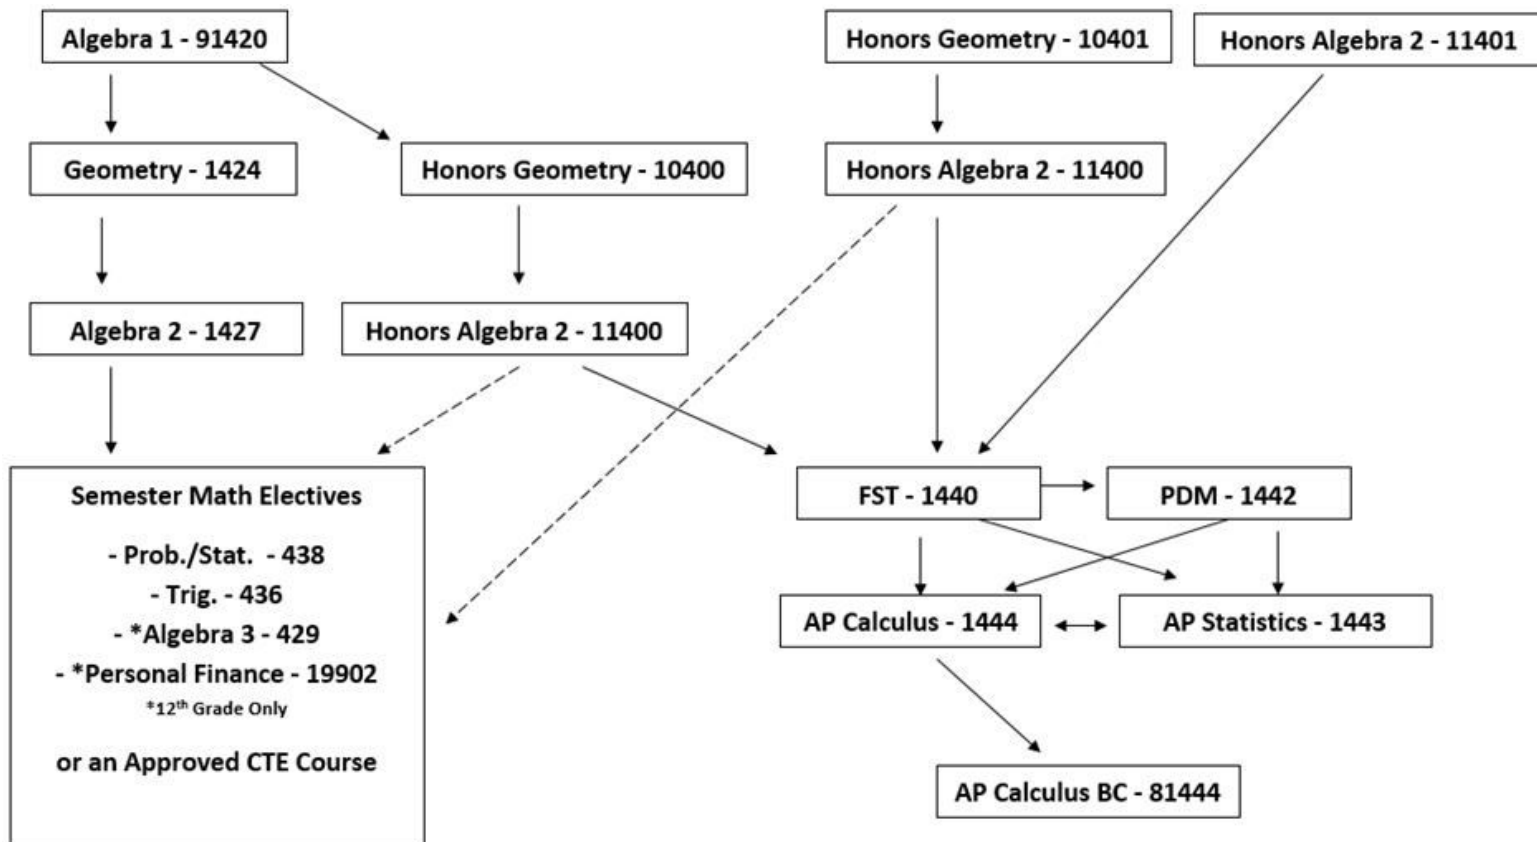 Algebra 1 - 91420
Honors Geometry - 10401
Honors Algebra 2 - 11401
Geometry - 1424
Honors Geometry - 10400
Honors Algebra 2 - 11400
Algebra 2 - 1427
Honors Algebra 2 - 11400
Semester Math Electives
- Prob./Stat.  - 438
- Trig. - 436
- *Algebra 3 - 429
- *Personal Finance - 19902
*12th Grade Only
or an Approved CTE Course
FST - 1440
PDM - 1442
AP Calculus - 1444
AP Statistics - 1443
AP Calculus BC - 81444